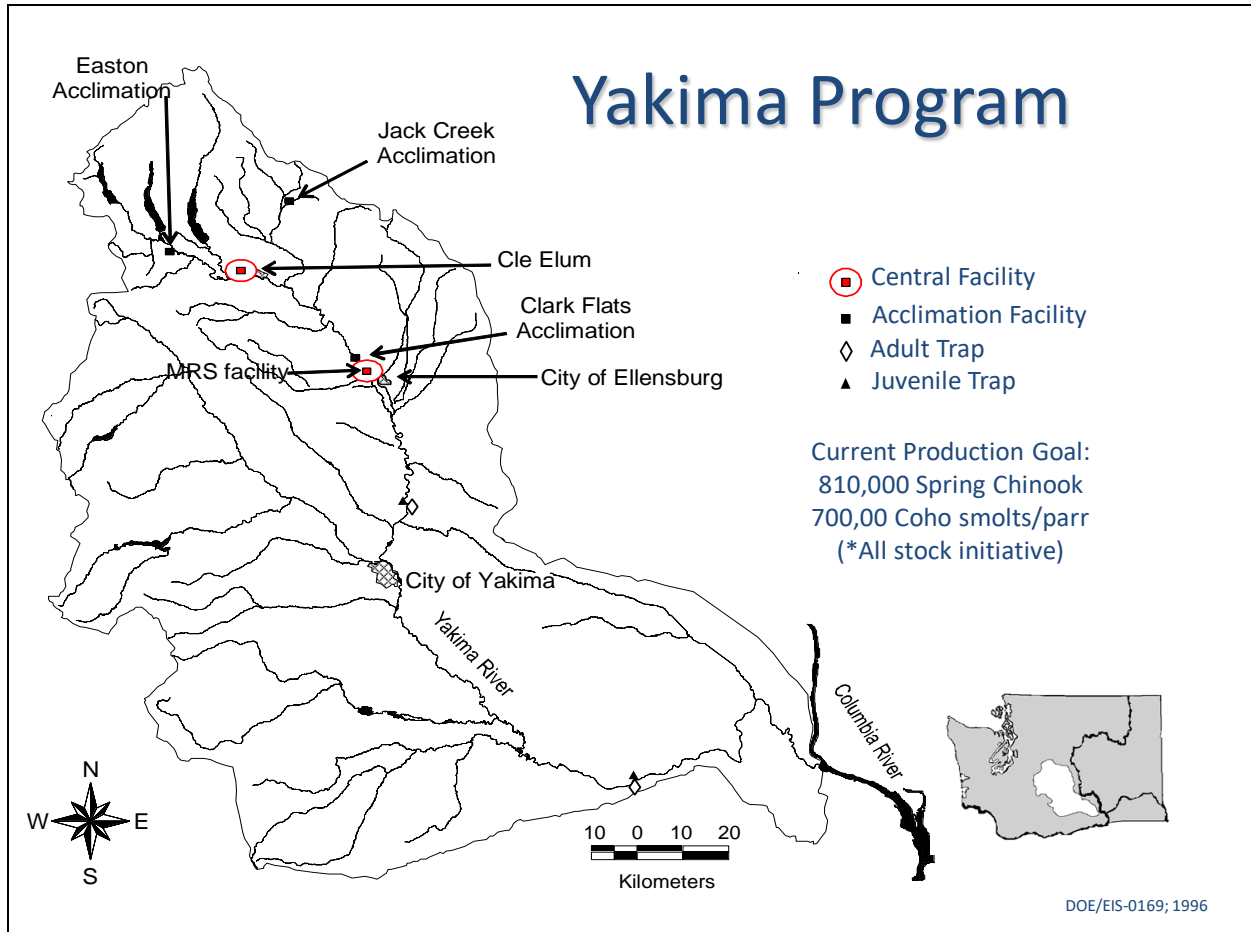 Yakima Program
Easton
Acclimation
Jack Creek
Acclimation
Cle Elum
Clark Flats
Acclimation
MRS facility
City of Ellensburg
Central Facility
Acclimation Facility
Adult Trap
Juvenile Trap
Current Production Goal:
810,000 Spring Chinook
700,00 Coho smolts/parr
(*All stock initiative)
City of Yakima
Yakima River
Columbia River
N
W
E
S
10 0 10 20
Kilometers
DOE/EIS-0169; 1996